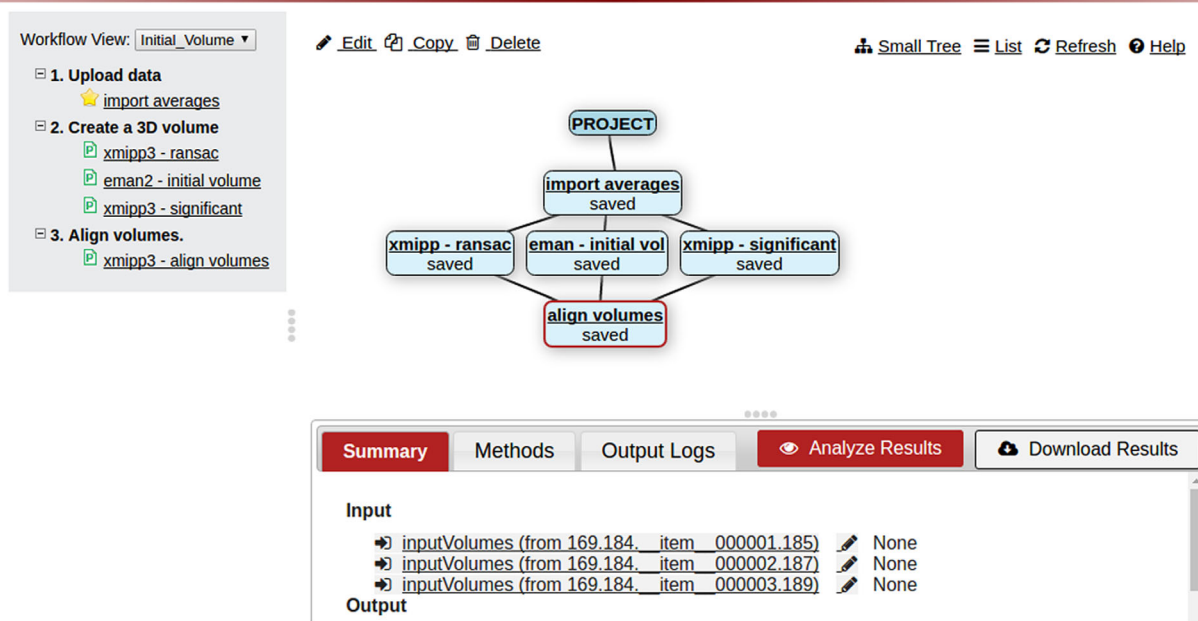 Workflow View: Initial_Volume
1. Upload data
import averages
2. Create a 3D volume
xmipp3 - ransac
eman2 - initial volume
xmipp3 - significant
3. Align volumes.
xmipp3 - align volumes
Edit Copy Delete
Small Tree List Refresh Help
PROJECT
import averages
saved
xmipp - ransac
saved
eman - initial vol
saved
xmipp - significant
saved
align volumes
saved
Summary Methods Output Logs Analyze Results Download Results
Input
inputVolumes (from 169.184.__item__000001.185) None
inputVolumes (from 169.184.__item__000002.187) None
inputVolumes (from 169.184.__item__000003.189) None
Output